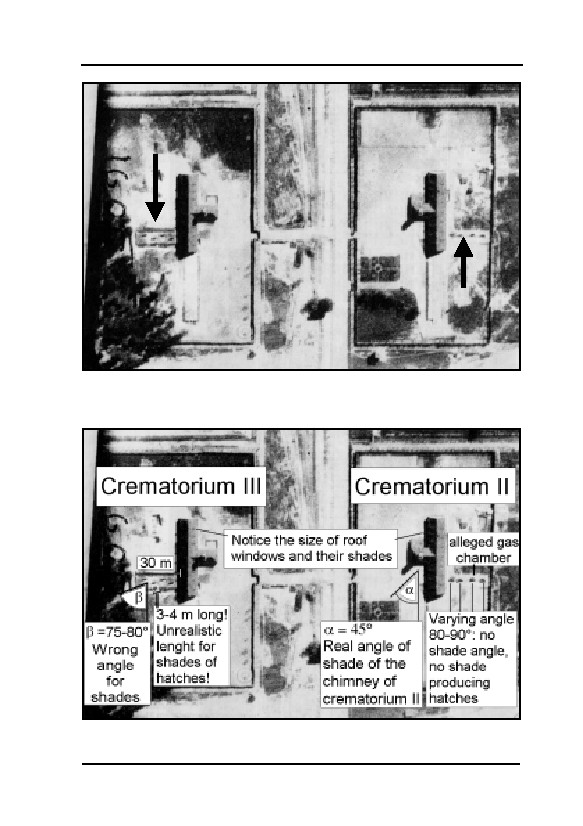 Crematorium III
Crematorium II
Notice the size of roof
windows and their shades
alleged gas
chamber
30 m
β
α
β =75-80°
Wrong
angle
for
shades
3-4 m long!
Unrealistic
lenght for
shades of
hatches!
α = 45°
Real angle of
shade of the
chimney of
crematorium II
Varying angle
80-90°: no
shade angle,
no shade
producing
hatches